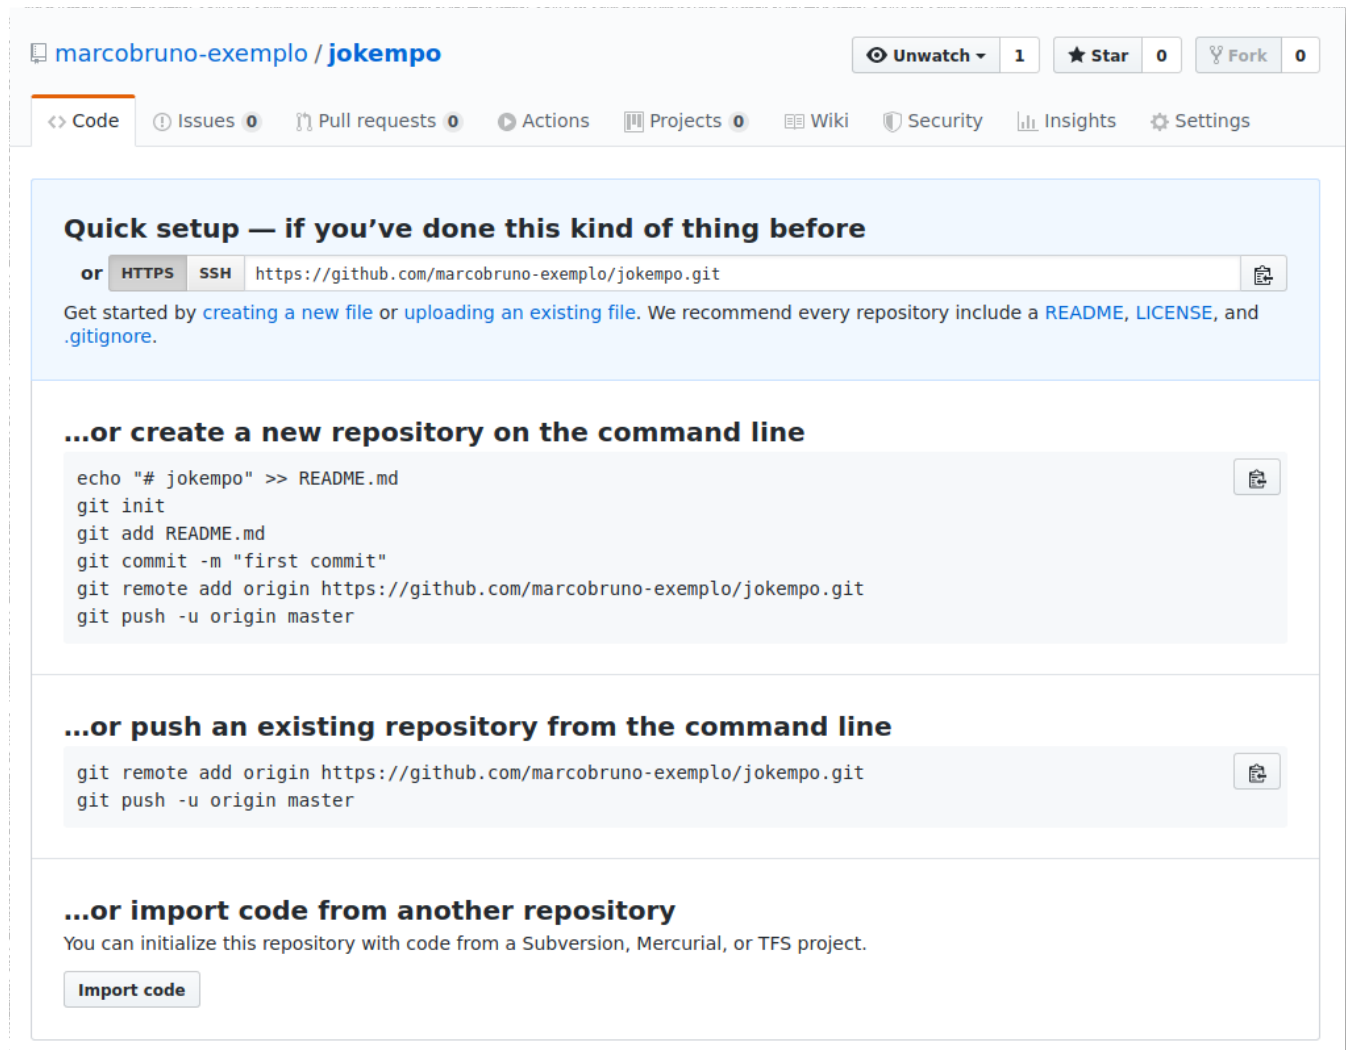 marcobruno-exemplo / jokempo
Unwatch 1 Star 0 Fork 0
Code Issues 0 Pull requests 0 Actions Projects 0 Wiki Security Insights Settings
Quick setup — if you’ve done this kind of thing before
or HTTPS SSH https://github.com/marcobruno-exemplo/jokempo.git
Get started by creating a new file or uploading an existing file. We recommend every repository include a README, LICENSE, and
.gitignore.
…or create a new repository on the command line
echo "# jokempo" >> README.md
git init
git add README.md
git commit -m "first commit"
git remote add origin https://github.com/marcobruno-exemplo/jokempo.git
git push -u origin master
…or push an existing repository from the command line
git remote add origin https://github.com/marcobruno-exemplo/jokempo.git
git push -u origin master
…or import code from another repository
You can initialize this repository with code from a Subversion, Mercurial, or TFS project.
Import code